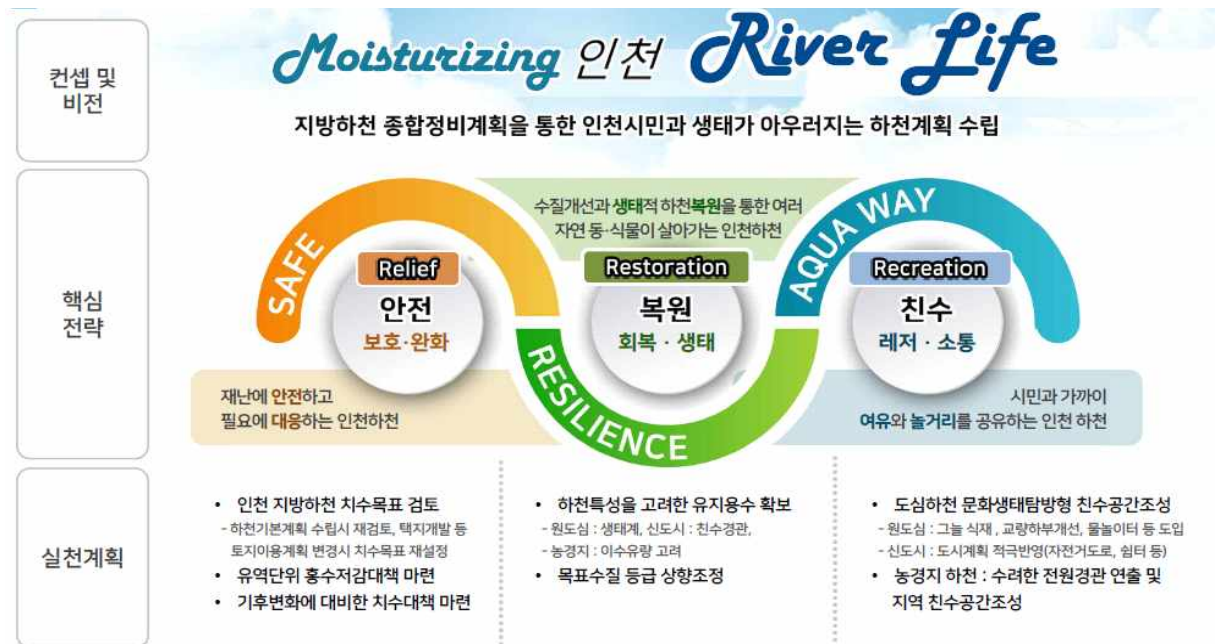 컨셉 및
비전
Moisturizing 인천 River Life
지방하천 종합정비계획을 통한 인천시민과 생태가 아우러지는 하천계획 수립
핵심
전략
SAFE
Relief
안전
보호·완화
재난에 안전하고
필요에 대응하는 인천하천
수질개선과 생태적 하천복원을 통한 여러
자연 동·식물이 살아가는 인천하천
Restoration
복원
회복 · 생태
RESILIENCE
AQUA WAY
Recreation
친수
레저 · 소통
시민과 가까이
여유와 놀거리를 공유하는 인천 하천
실천계획
• 인천 지방하천 치수목표 검토
- 하천기본계획 수립시 재검토, 택지개발 등
토지이용계획 변경시 치수목표 재설정
• 유역단위 홍수저감대책 마련
• 기후변화에 대비한 치수대책 마련
• 하천특성을 고려한 유지용수 확보
- 원도심 : 생태계, 신도시 : 친수경관,
- 농경지 : 이수유량 고려
• 목표수질 등급 상향조정
• 도심하천 문화생태탐방형 친수공간조성
- 원도심 : 그늘 식재 , 교량하부개선, 물놀이터 등 도입
- 신도시 : 도시계획 적극반영(자전거도로, 쉼터 등)
• 농경지 하천 : 수려한 전원경관 연출 및
지역 친수공간조성